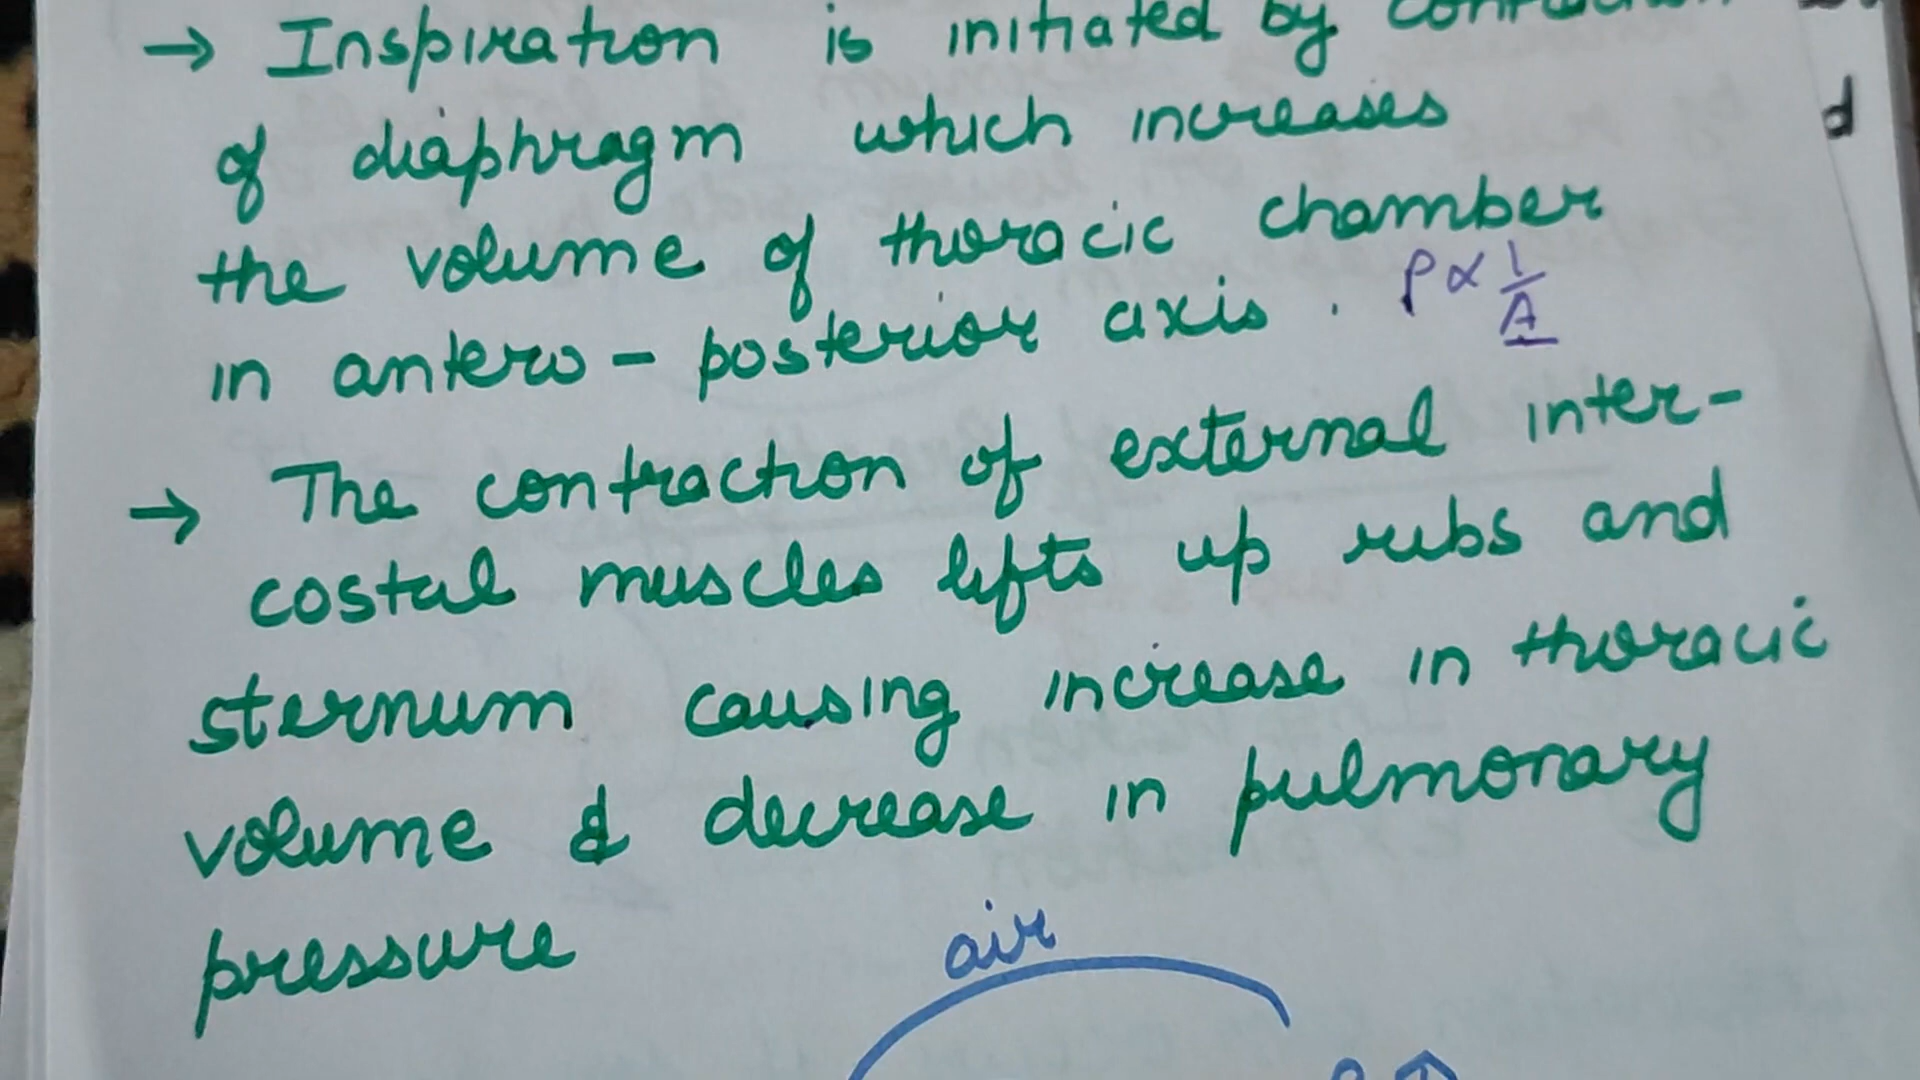 → Inspiration is initiated by contraction
of diaphragm which increases
the volume of thoracic chamber
in antero - posterior axis . P ∝ 1/A
→ The contraction of external inter-
costal muscles lifts up ribs and
sternum causing increase in thoracic
volume & decrease in pulmonary
pressure
air
d